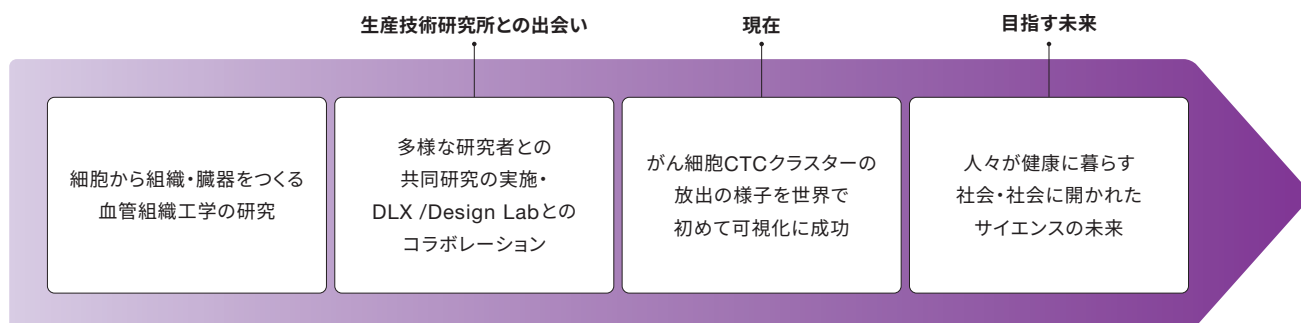 生産技術研究所との出会い
現在
目指す未来
細胞から組織・臓器をつくる
血管組織工学の研究
多様な研究者との
共同研究の実施・
DLX /Design Labとの
コラボレーション
がん細胞CTCクラスターの
放出の様子を世界で
初めて可視化に成功
人々が健康に暮らす
社会・社会に開かれた
サイエンスの未来